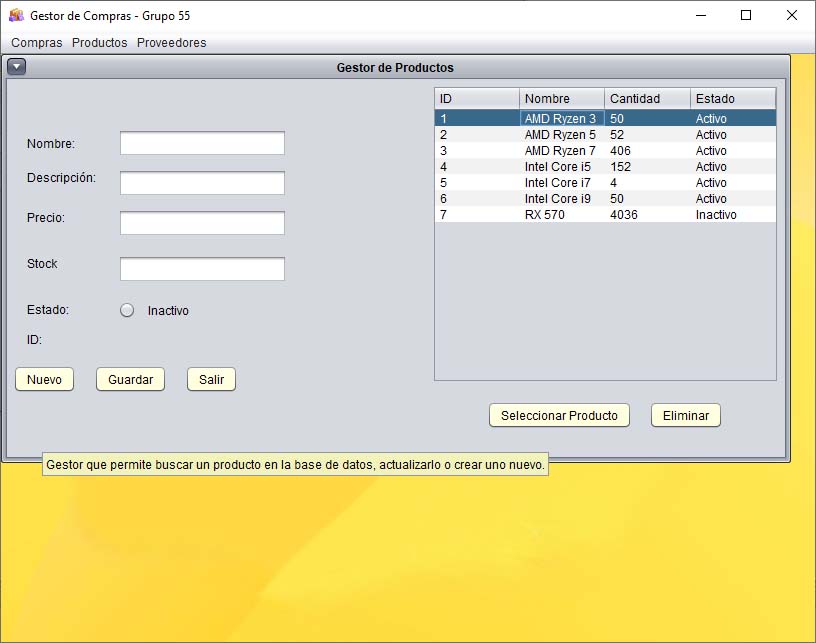 Gestor de Compras - Grupo 55
Compras Productos Proveedores
Gestor de Productos
Nombre:
Descripción:
Precio:
Stock
Estado: Inactivo
ID:
Nuevo Guardar Salir
ID Nombre Cantidad Estado
1 AMD Ryzen 3 50 Activo
2 AMD Ryzen 5 52 Activo
3 AMD Ryzen 7 406 Activo
4 Intel Core i5 152 Activo
5 Intel Core i7 4 Activo
6 Intel Core i9 50 Activo
7 RX 570 4036 Inactivo
Seleccionar Producto Eliminar
Gestor que permite buscar un producto en la base de datos, actualizarlo o crear uno nuevo.